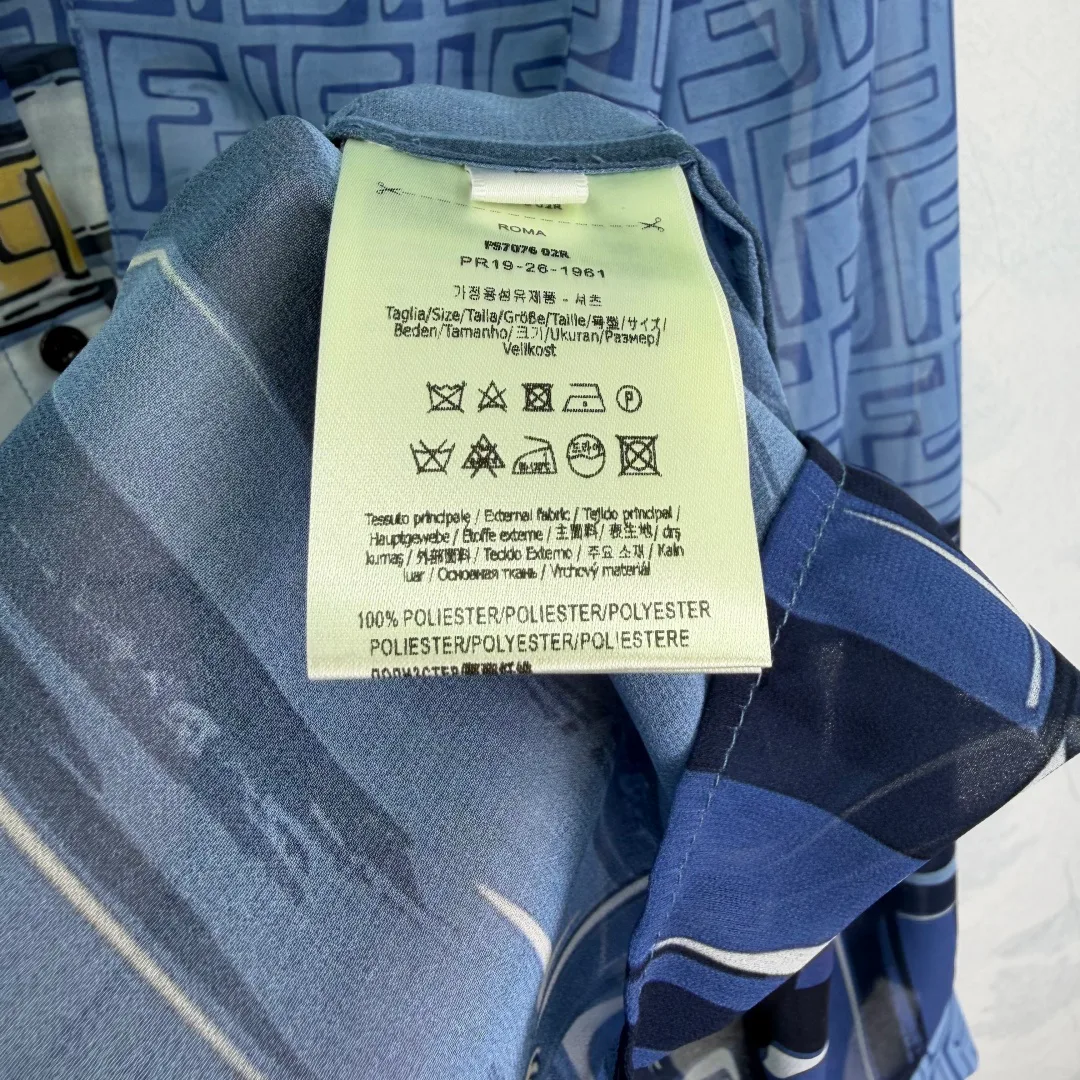 ROMA
FS7076 02R
PR19-26-1961
가정용섬유제품 - 셔츠
Taglia/Size/Talla/Größe/Taille/号型/サイズ/
Beden/Tamanho/크기/Ukuran/Размер/
Velikost
P
Tessuto principale / External fabric / Tejido principal /
Hauptgewebe / Étoffe externe / 主面料 / 表生地 / dış
kumaş / 外部面料 / Tecido Externo / 주요 소재 / Kain
luar / Основная ткань / Vrchový materiál
100% POLIESTER/POLIESTER/POLYESTER
POLIESTER/POLYESTER/POLIESTERE